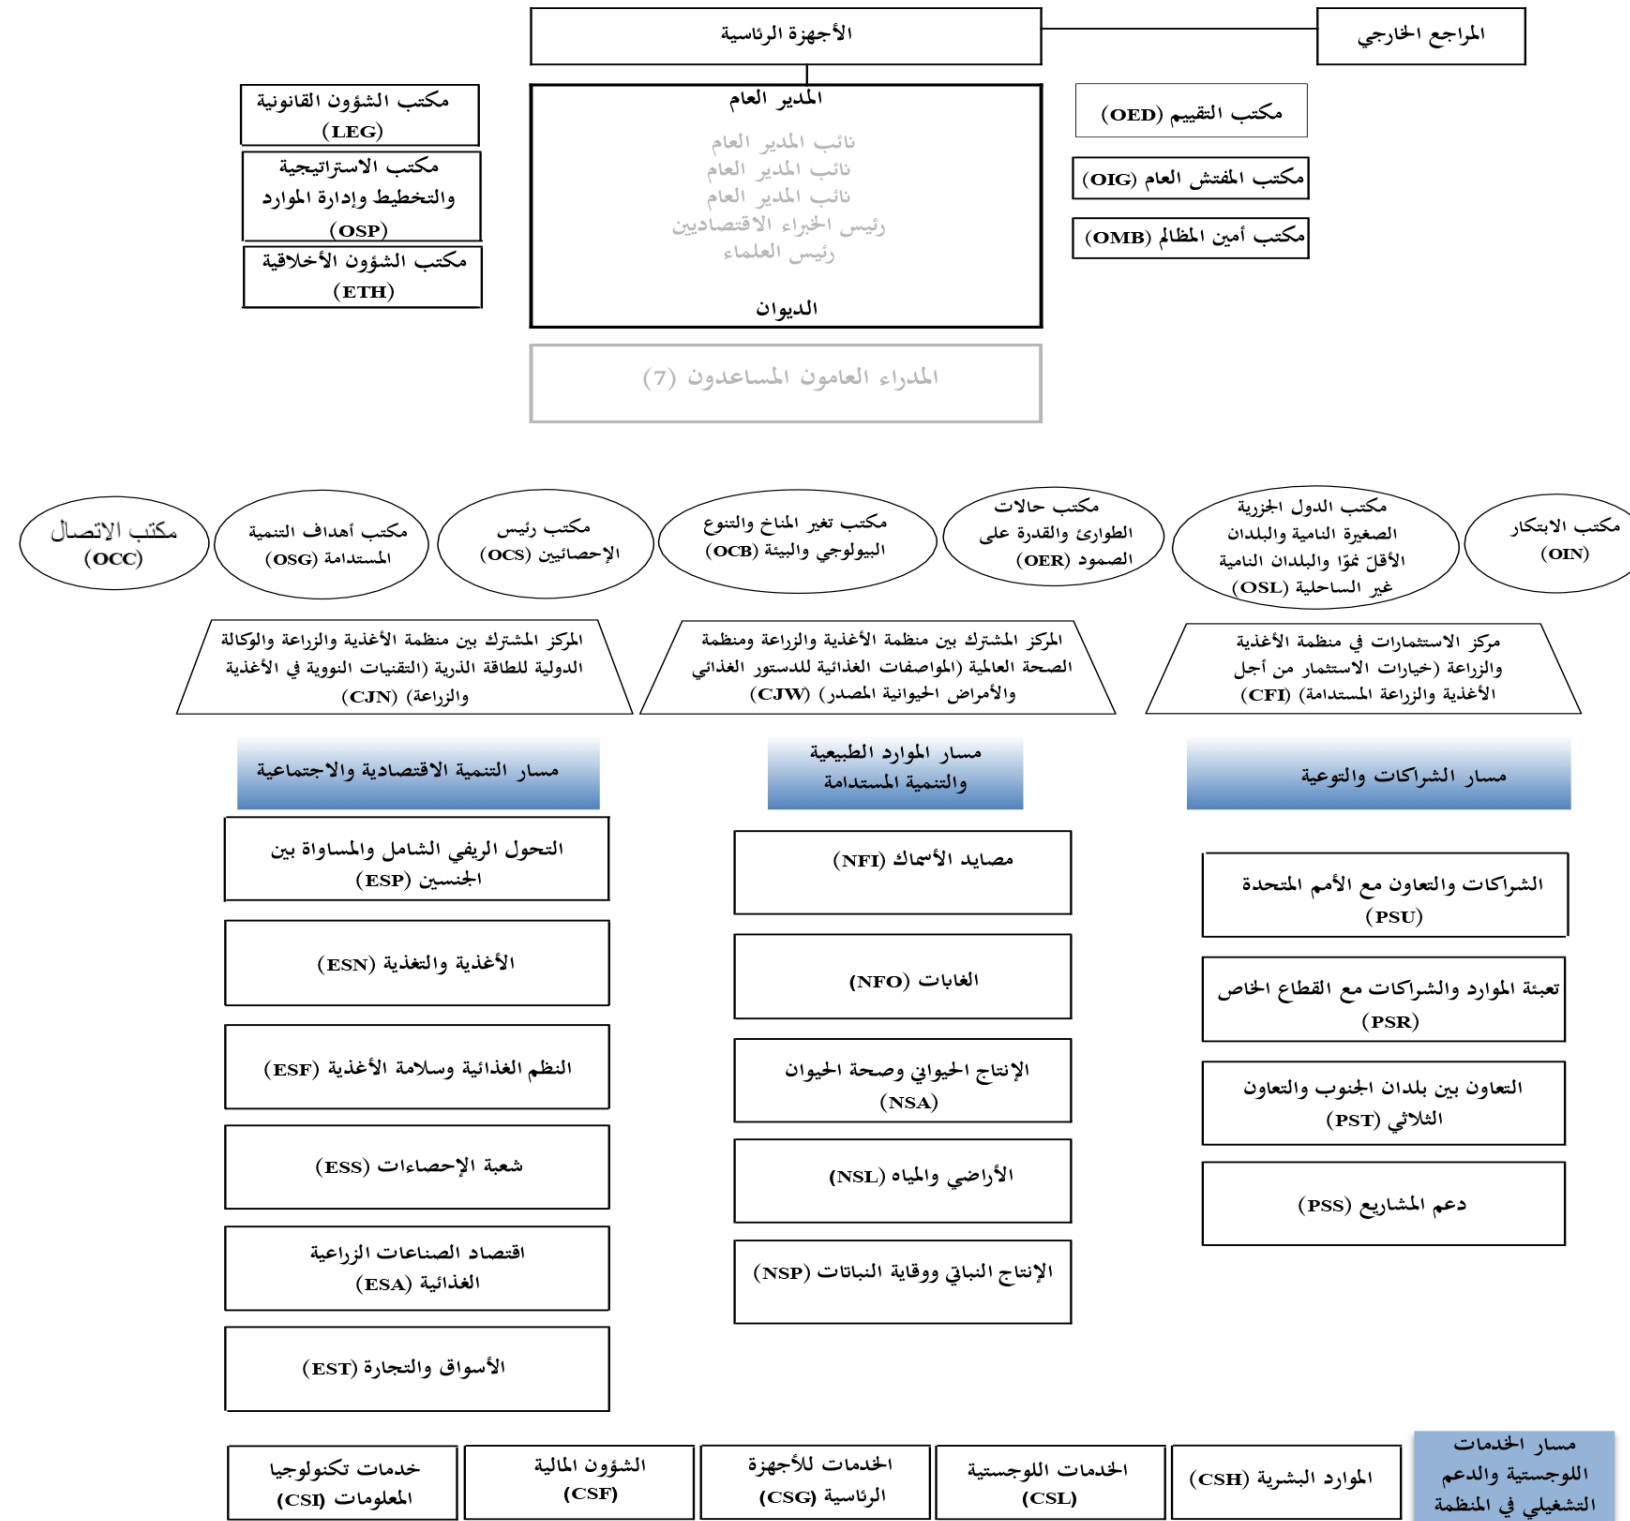 المراجع الخارجي
الأجهزة الرئاسية
المدير العام
نائب المدير العام
نائب المدير العام
نائب المدير العام
رئيس الخبراء الاقتصاديين
رئيس العلماء
الديوان
مكتب التقييم (OED)
مكتب المفتش العام (OIG)
مكتب أمين المظالم (OMB)
مكتب الشؤون القانونية
(LEG)
مكتب الاستراتيجية
والتخطيط وإدارة الموارد
(OSP)
مكتب الشؤون الأخلاقية
(ETH)
المدراء العامون المساعدون (7)
مكتب الابتكار
(OIN)
مكتب الدول الجزرية
الصغيرة النامية والبلدان
الأقلّ نموّا والبلدان النامية
غير الساحلية (OSL)
مكتب حالات
الطوارئ والقدرة على
الصمود (OER)
مكتب تغير المناخ والتنوع
البيولوجي والبيئة (OCB)
مكتب رئيس
الإحصائيين (OCS)
مكتب أهداف التنمية
المستدامة (OSG)
مكتب الاتصال
(OCC)
مركز الاستثمارات في منظمة الأغذية
والزراعة (خيارات الاستثمار من أجل
الأغذية والزراعة المستدامة) (CFI)
المركز المشترك بين منظمة الأغذية والزراعة ومنظمة
الصحة العالمية (المواصفات الغذائية للدستور الغذائي
والأمراض الحيوانية المصدر) (CJW)
المركز المشترك بين منظمة الأغذية والزراعة والوكالة
الدولية للطاقة الذرية (التقنيات النووية في الأغذية
والزراعة) (CJN)
مسار الشراكات والتوعية
الشراكات والتعاون مع الأمم المتحدة
(PSU)
تعبئة الموارد والشراكات مع القطاع الخاص
(PSR)
التعاون بين بلدان الجنوب والتعاون
الثلاثي (PST)
دعم المشاريع (PSS)
مسار الموارد الطبيعية
والتنمية المستدامة
مصايد الأسماك (NFI)
الغابات (NFO)
الإنتاج الحيواني وصحة الحيوان
(NSA)
الأراضي والمياه (NSL)
الإنتاج النباتي ووقاية النباتات (NSP)
مسار التنمية الاقتصادية والاجتماعية
التحول الريفي الشامل والمساواة بين
الجنسين (ESP)
الأغذية والتغذية (ESN)
النظم الغذائية وسلامة الأغذية (ESF)
شعبة الإحصاءات (ESS)
اقتصاد الصناعات الزراعية
الغذائية (ESA)
الأسواق والتجارة (EST)
مسار الخدمات
اللوجستية والدعم
التشغيلي في المنظمة
الموارد البشرية (CSH)
الخدمات اللوجستية
(CSL)
الخدمات للأجهزة
الرئاسية (CSG)
الشؤون المالية
(CSF)
خدمات تكنولوجيا
المعلومات (CSI)